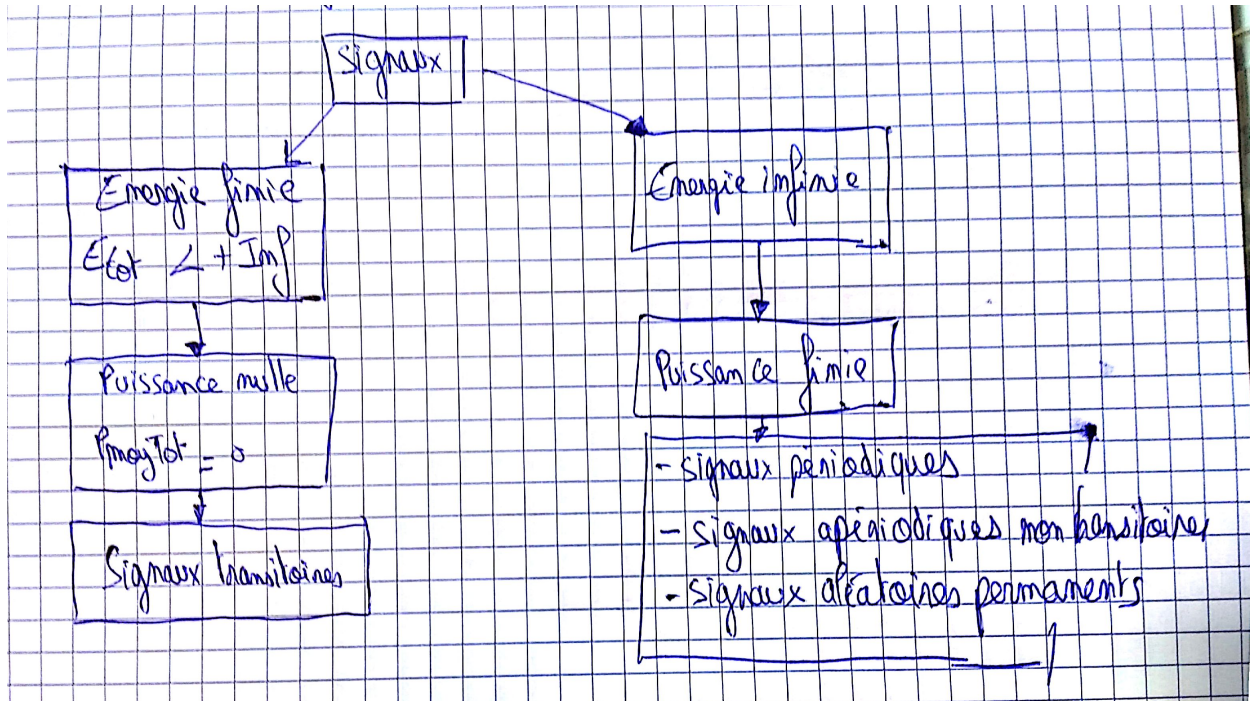 Signaux
Energie finie
Etot < + Inf
Energie infinie
Puissance nulle
PmoyTot = 0
Puissance finie
Signaux transitoires
- signaux périodiques
- signaux apériodiques non transitoires
- signaux aléatoires permanents